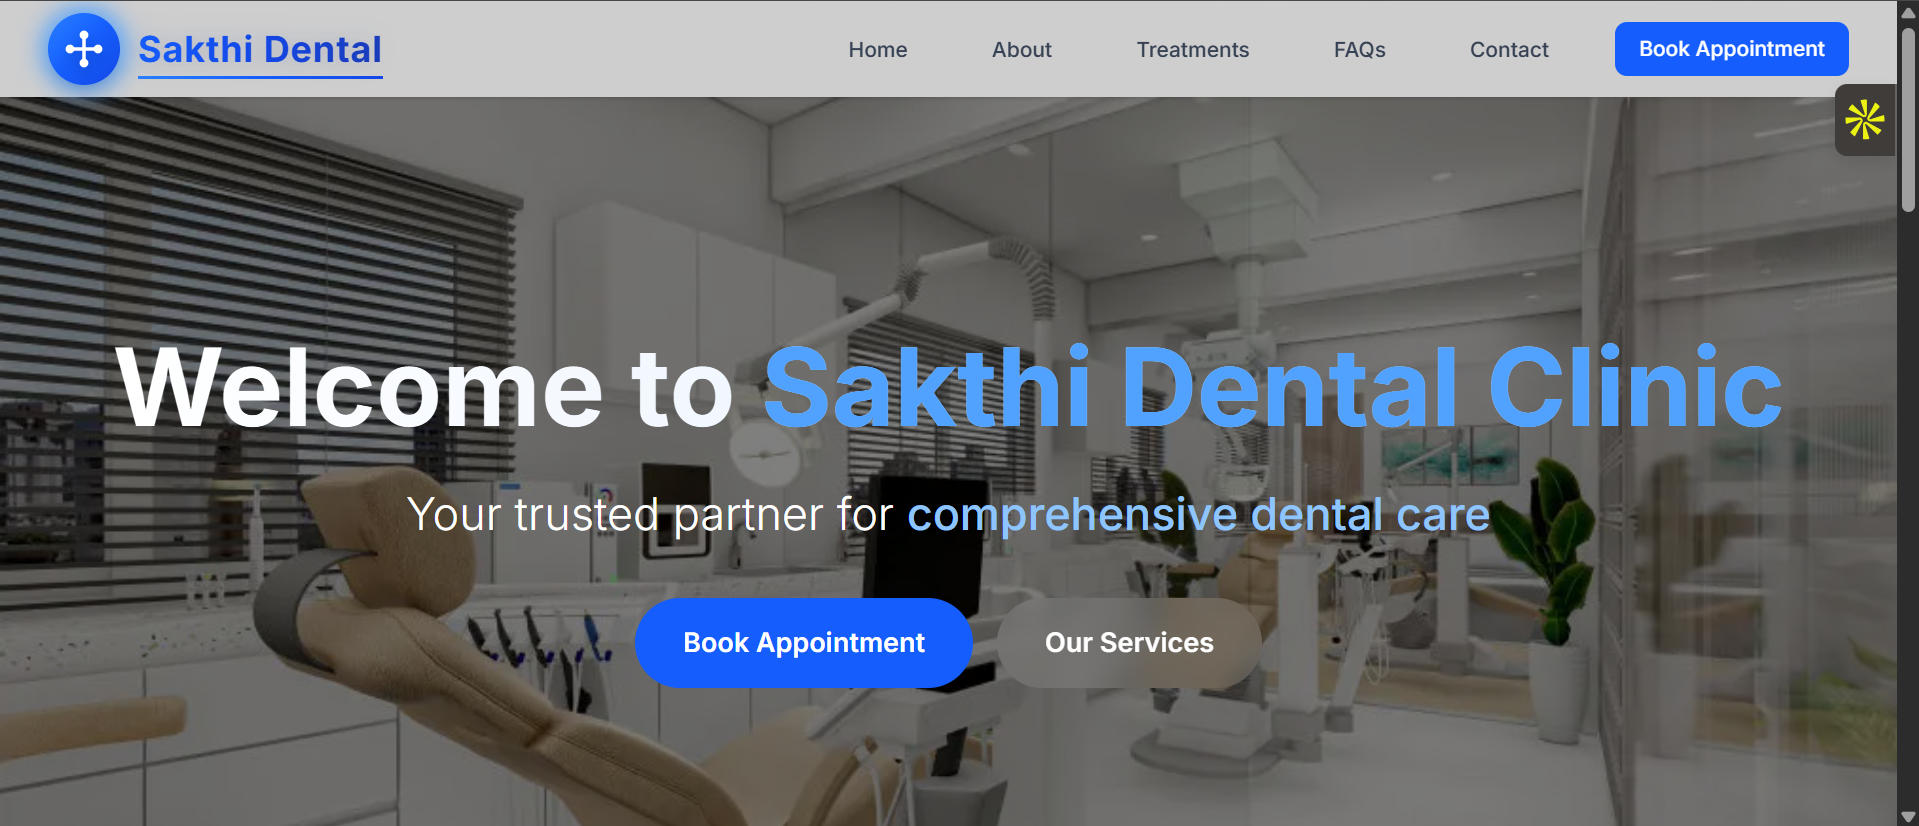 Sakthi Dental
Home About Treatments FAQs Contact Book Appointment
Welcome to Sakthi Dental Clinic
Your trusted partner for comprehensive dental care
Book Appointment Our Services